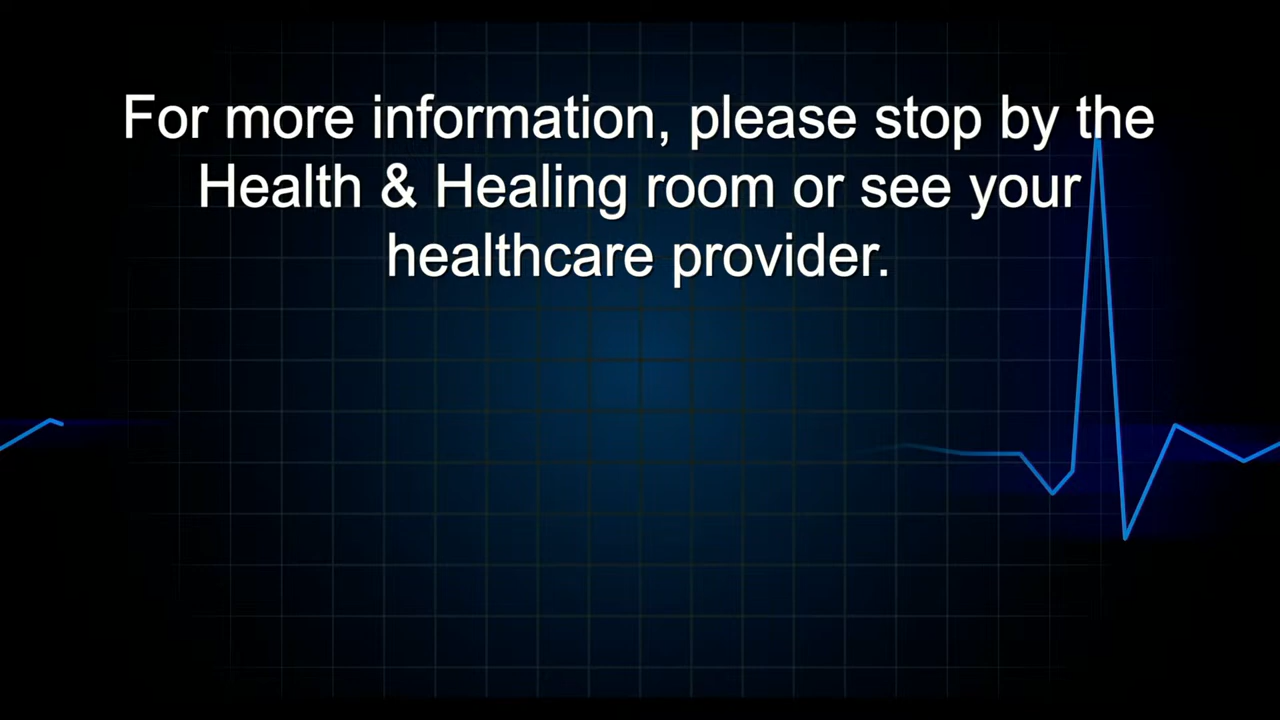 For more information, please stop by the
Health & Healing room or see your
healthcare provider.